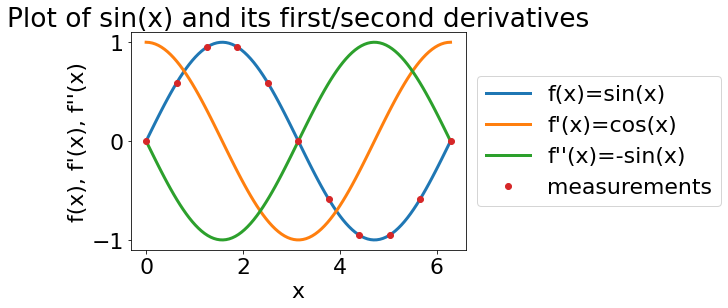 Plot of sin(x) and its first/second derivatives
f(x), f'(x), f''(x)
1
0
−1
0 2 4 6
x
f(x)=sin(x)
f'(x)=cos(x)
f''(x)=-sin(x)
measurements